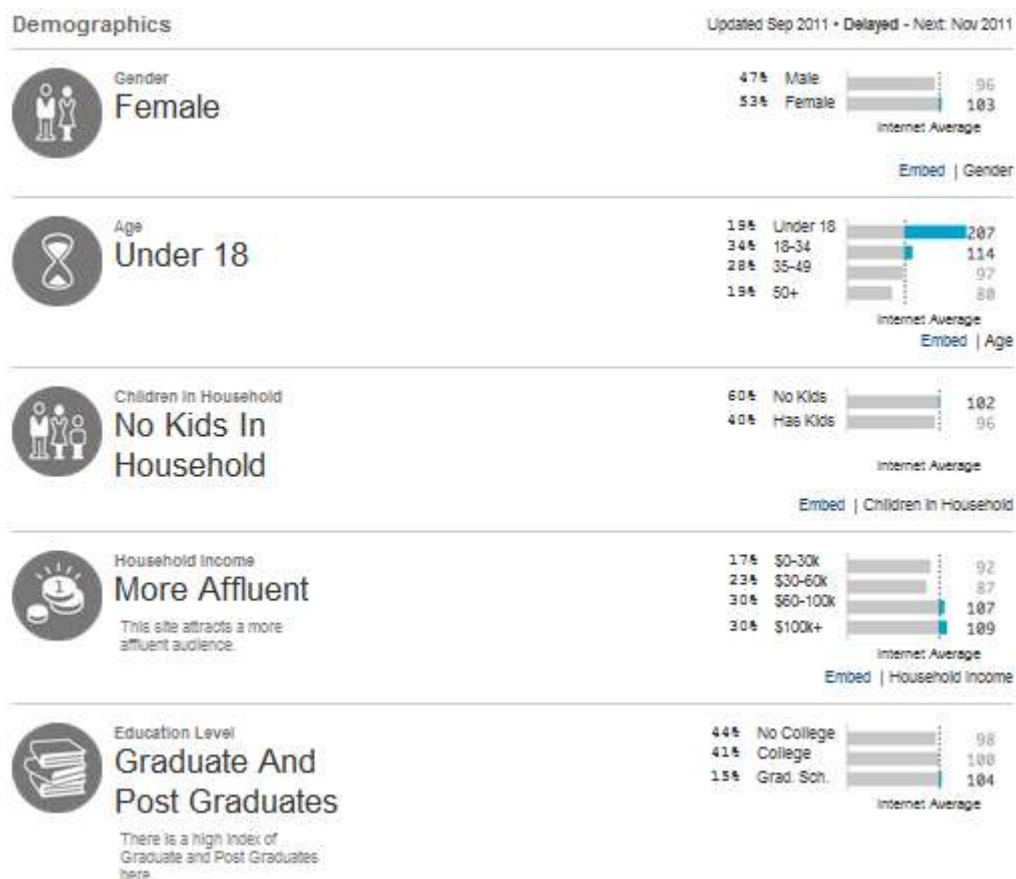 Demographics
Updated Sep 2011 • Delayed - Next: Nov 2011
Gender
Female
47% Male 96
53% Female 103
Internet Average
Embed | Gender
Age
Under 18
19% Under 18 207
34% 18-34 114
28% 35-49 97
19% 50+ 80
Internet Average
Embed | Age
Children in Household
No Kids In
Household
60% No Kids 102
40% Has Kids 96
Internet Average
Embed | Children in Household
Household Income
More Affluent
This site attracts a more
affluent audience.
17% $0-30k 92
23% $30-60k 87
30% $60-100k 107
30% $100k+ 109
Internet Average
Embed | Household Income
Education Level
Graduate And
Post Graduates
There is a high index of
Graduate and Post Graduates
here
44% No College 98
41% College 100
15% Grad. Sch. 104
Internet Average